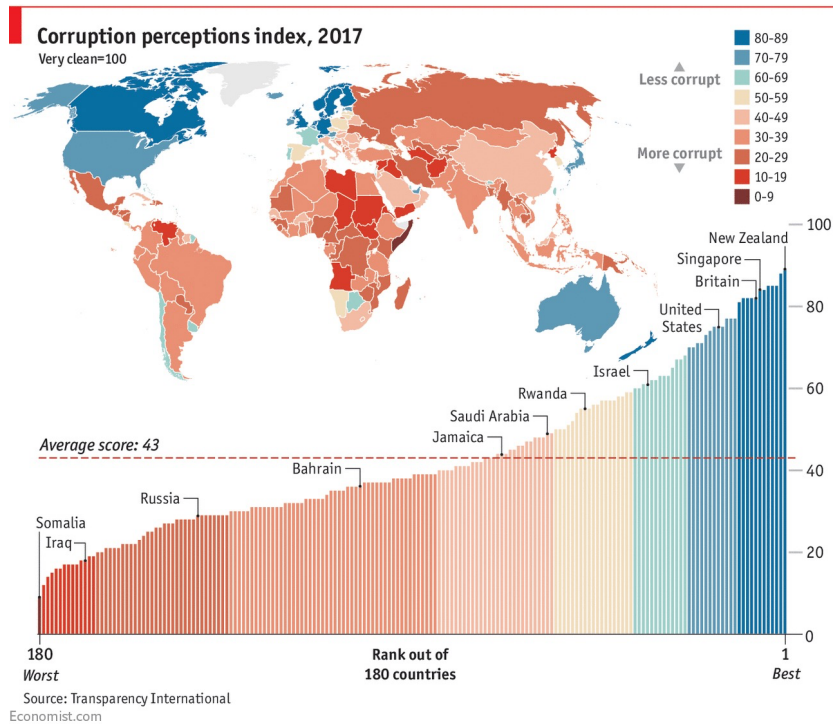 Corruption perceptions index, 2017
Very clean=100
80-89
70-79
60-69
50-59
40-49
30-39
20-29
10-19
0-9
Less corrupt
More corrupt
100
80
60
40
20
0
New Zealand
Singapore
Britain
United
States
Israel
Rwanda
Saudi Arabia
Jamaica
Average score: 43
Bahrain
Russia
Somalia
Iraq
180
Worst
Rank out of
180 countries
1
Best
Source: Transparency International
Economist.com